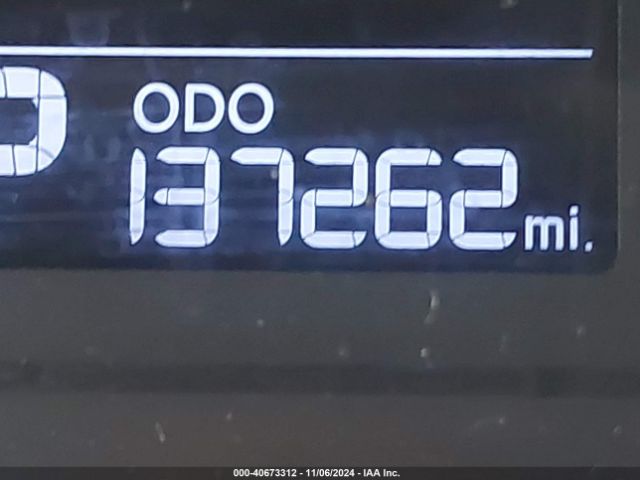 ODO
P
137262 mi.
000-40673312 - 11/06/2024 - IAA Inc.